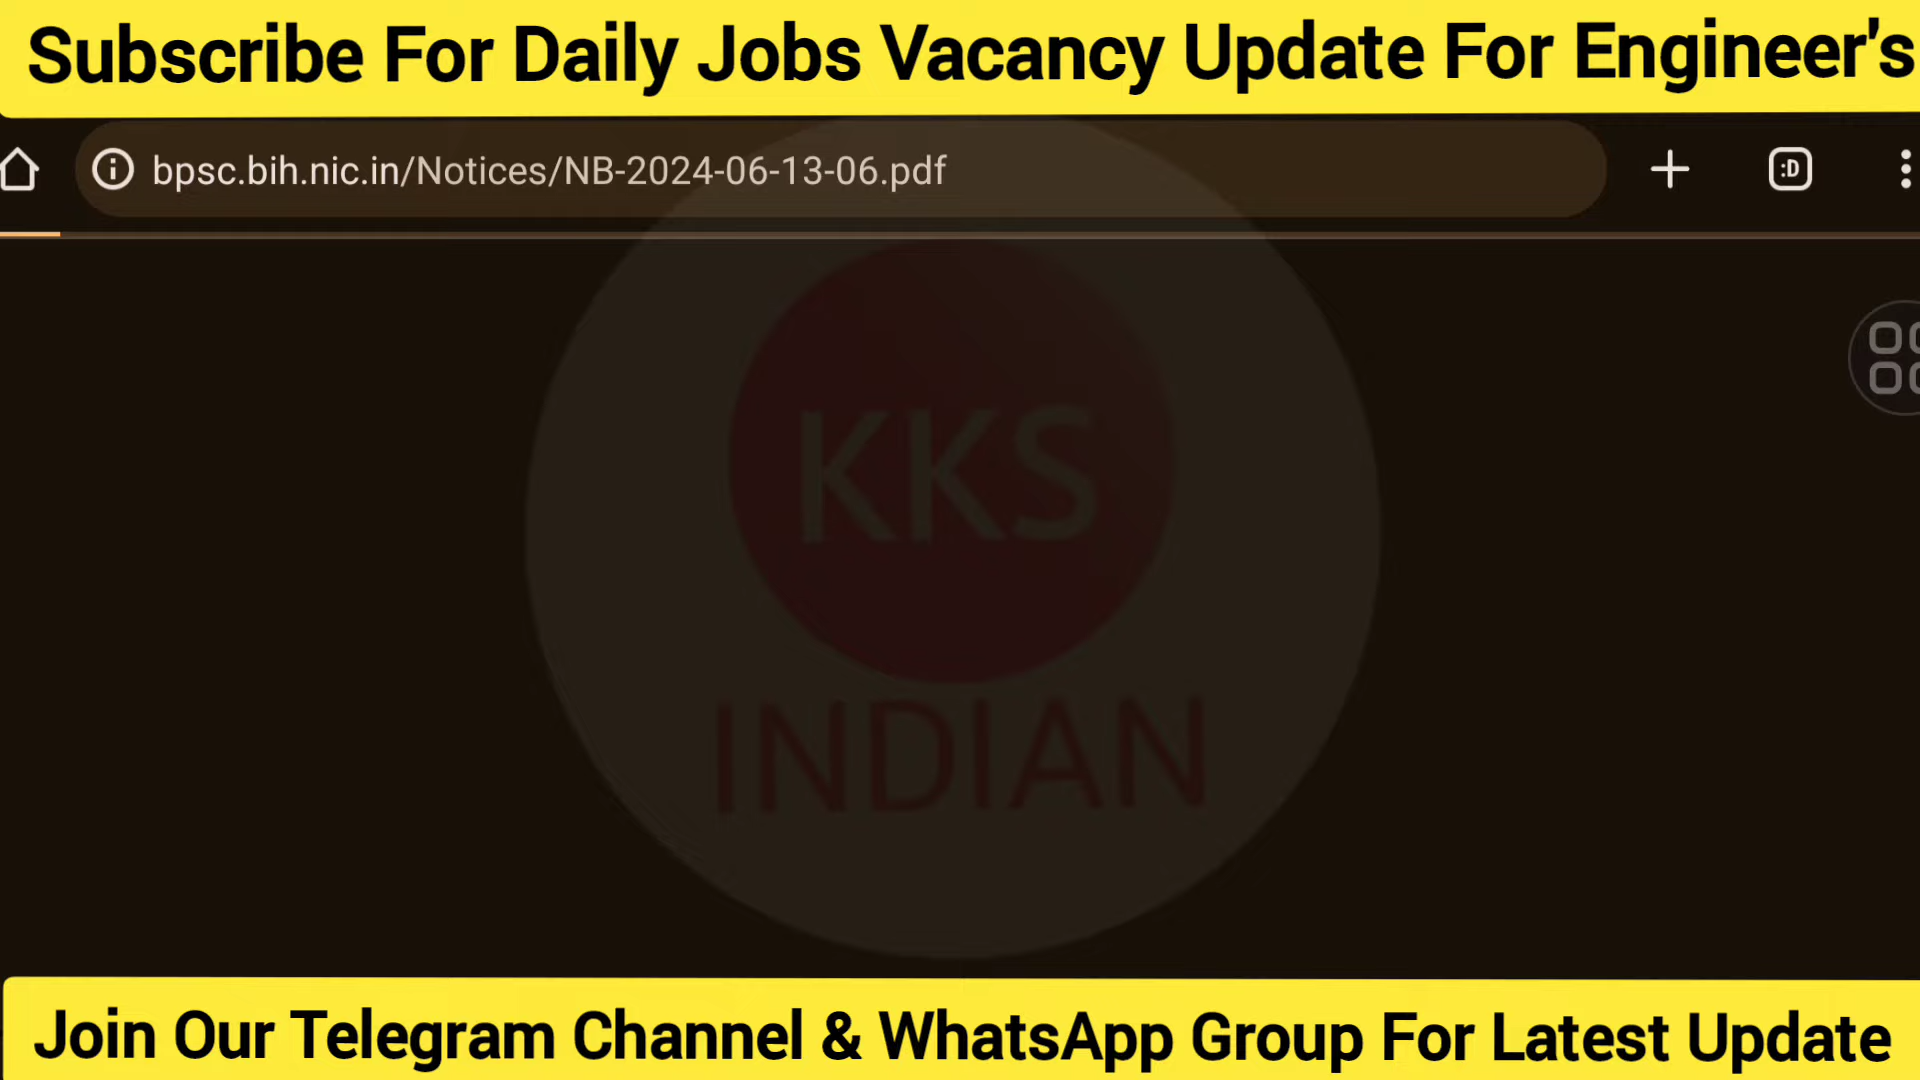 Subscribe For Daily Jobs Vacancy Update For Engineer's
bpsc.bih.nic.in/Notices/NB-2024-06-13-06.pdf
:D
KKS
INDIAN
Join Our Telegram Channel & WhatsApp Group For Latest Update